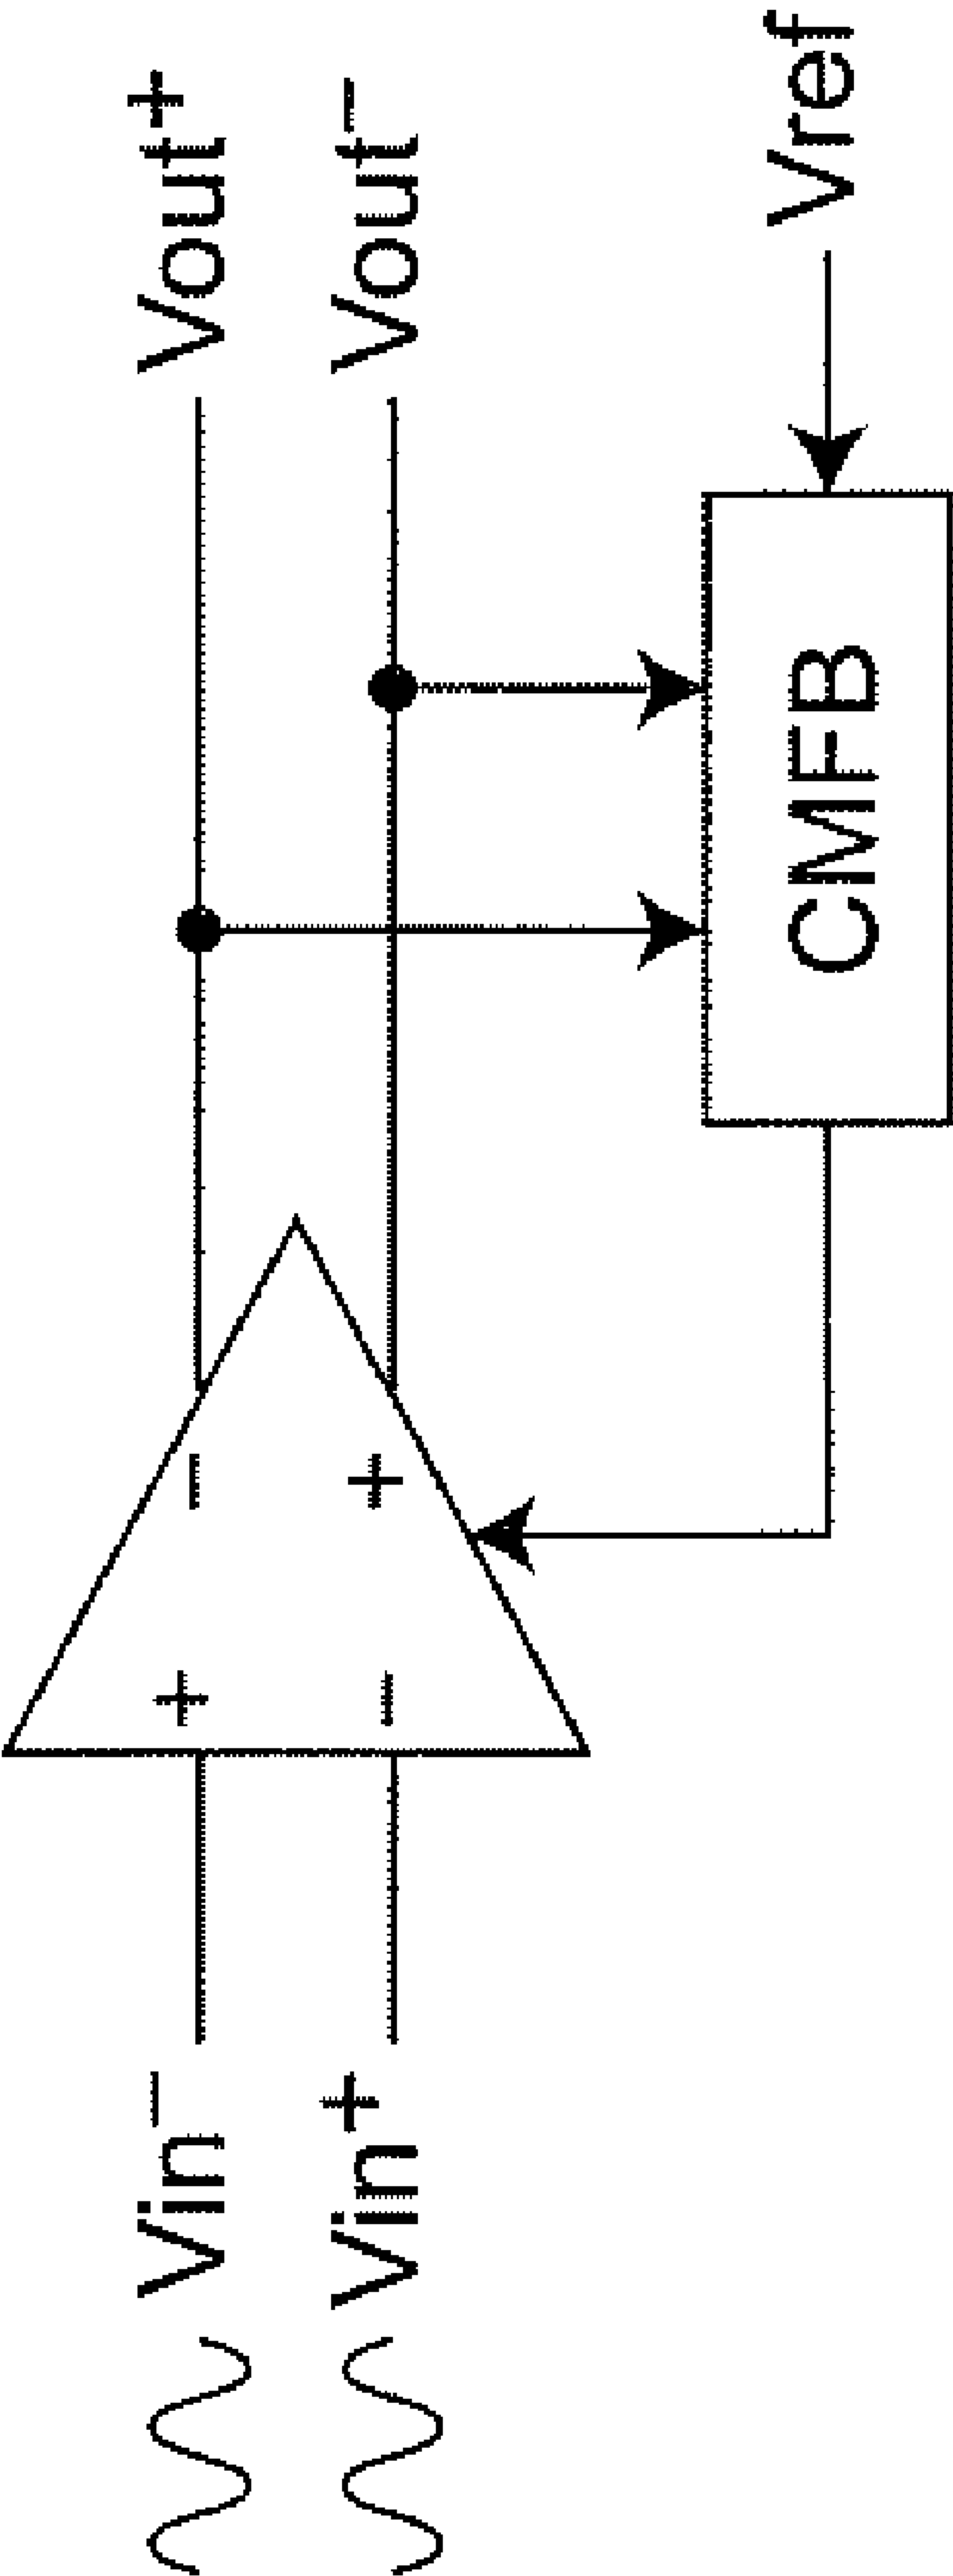 Vin⁻
Vin⁺
+
−
−
+
Vout⁺
Vout⁻
CMFB
Vref